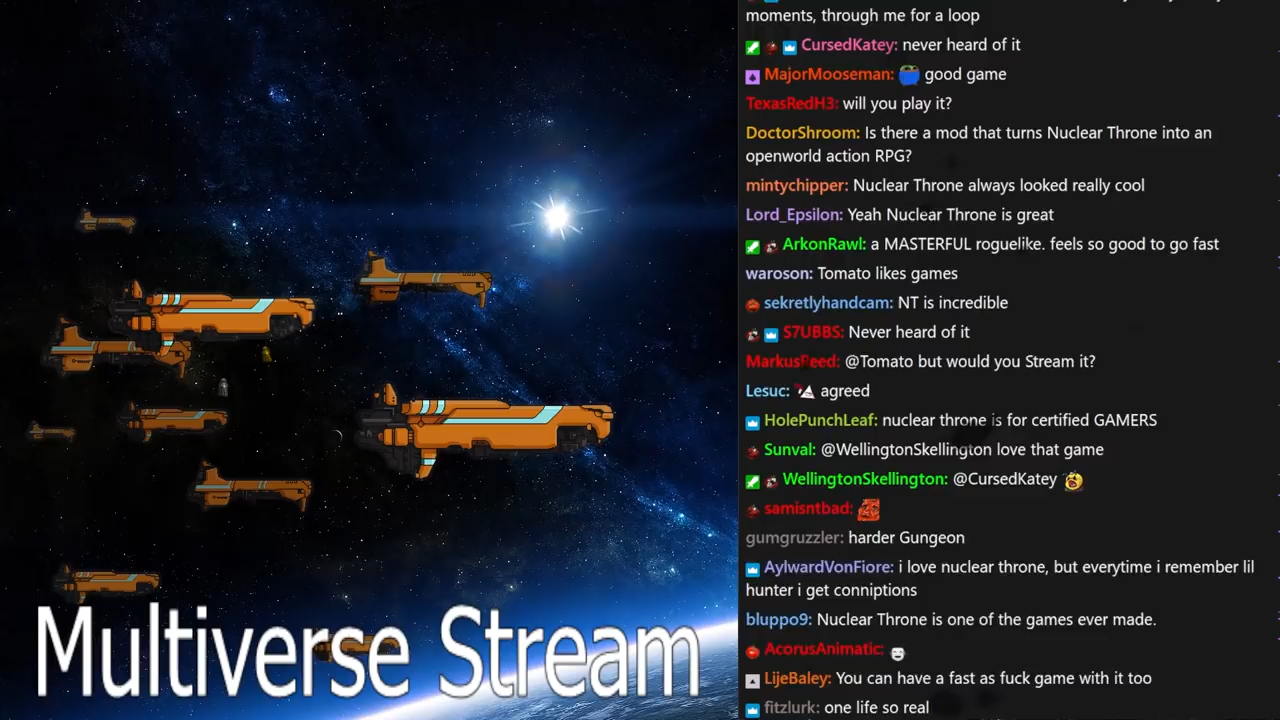 moments, through me for a loop
CursedKatey: never heard of it
MajorMooseman: good game
TexasRedH3: will you play it?
DoctorShroom: Is there a mod that turns Nuclear Throne into an
openworld action RPG?
mintychipper: Nuclear Throne always looked really cool
Lord_Epsilon: Yeah Nuclear Throne is great
ArkonRawl: a MASTERFUL roguelike. feels so good to go fast
waroson: Tomato likes games
sekretlyhandcam: NT is incredible
S7UBBS: Never heard of it
MarkusReed: @Tomato but would you Stream it?
Lesuc: agreed
HolePunchLeaf: nuclear throne is for certified GAMERS
Sunval: @WellingtonSkellington love that game
WellingtonSkellington: @CursedKatey
samisntbad:
gumgruzzler: harder Gungeon
AylwardVonFiore: i love nuclear throne, but everytime i remember lil
hunter i get conniptions
bluppo9: Nuclear Throne is one of the games ever made.
AcorusAnimatic:
LijeBaley: You can have a fast as fuck game with it too
fitzlurk: one life so real
Multiverse Stream